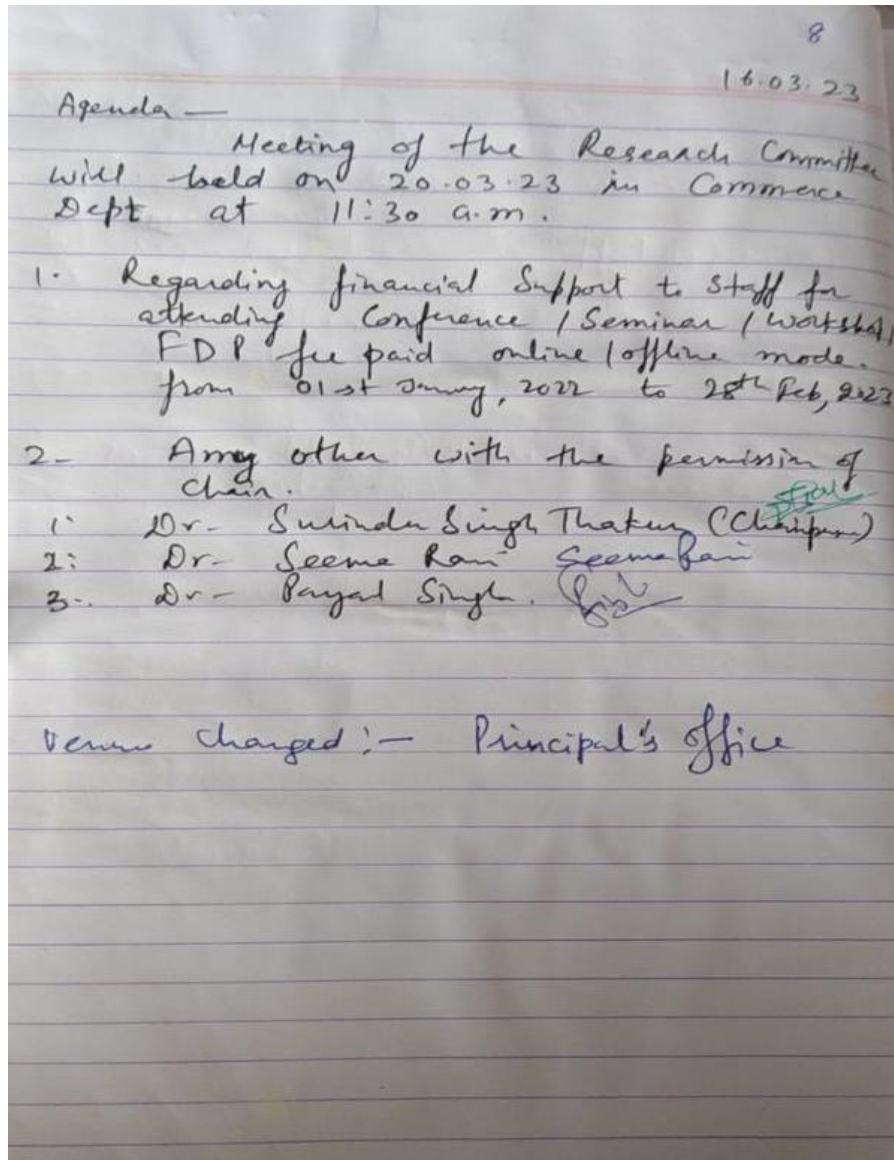 8
16.03.23
Agenda —
Meeting of the Research Committee
will held on 20.03.23 in Commerce
Dept at 11:30 a.m.
1. Regarding financial Support to staff for
attending Conference / Seminar / Workshop /
FDP fee paid online / offline mode.
from 01st January, 2022 to 28th Feb, 2023
2- Any other with the permission of
Chain.
1: Dr- Surinder Singh Thakur (Chairperson)
2: Dr- Seema Rani Seema Rani
3-. Dr- Payal Singh.
Venue changed :- Principal's office